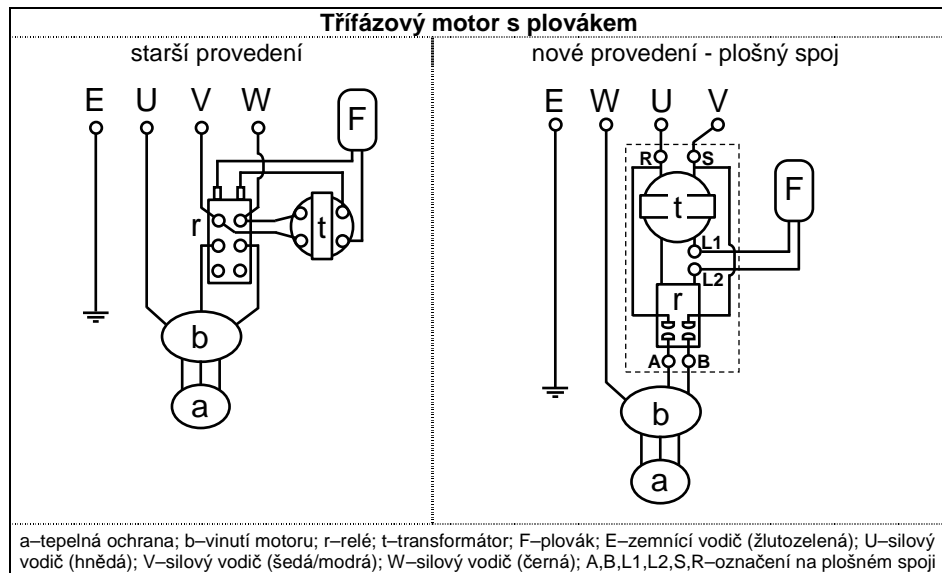 Třífázový motor s plovákem
starší provedení
E U V W
F
r
t
b
a
nové provedení - plošný spoj
E W U V
R S
F
t
L1
L2
r
A B
b
a
a–tepelná ochrana; b–vinutí motoru; r–relé; t–transformátor; F–plovák; E–zemnící vodič (žlutozelená); U–silový
vodič (hnědá); V–silový vodič (šedá/modrá); W–silový vodič (černá); A,B,L1,L2,S,R–označení na plošném spoji